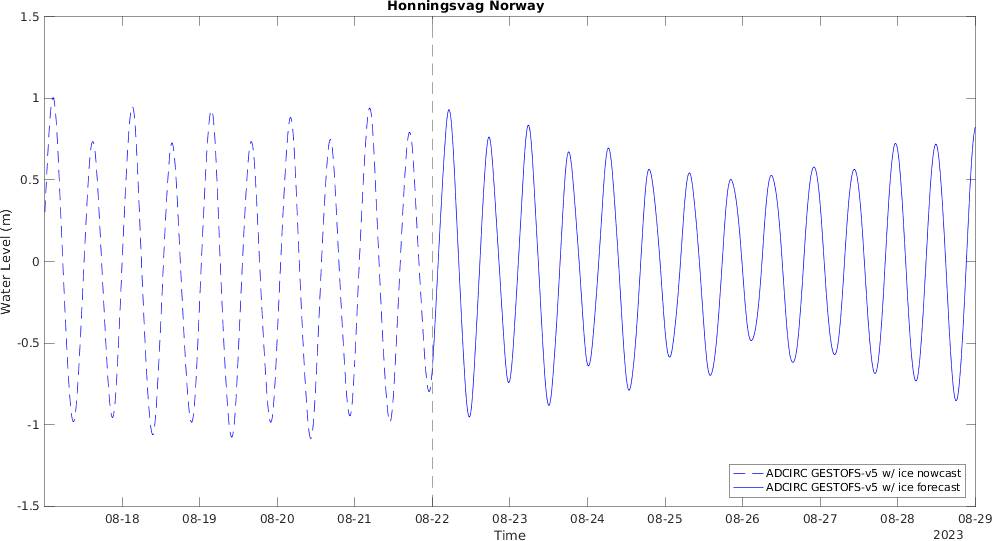 Honningsvag Norway
1.5
1
0.5
0
-0.5
-1
-1.5
Water Level (m)
08-18 08-19 08-20 08-21 08-22 08-23 08-24 08-25 08-26 08-27 08-28 08-29
Time
2023
ADCIRC GESTOFS-v5 w/ ice nowcast
ADCIRC GESTOFS-v5 w/ ice forecast